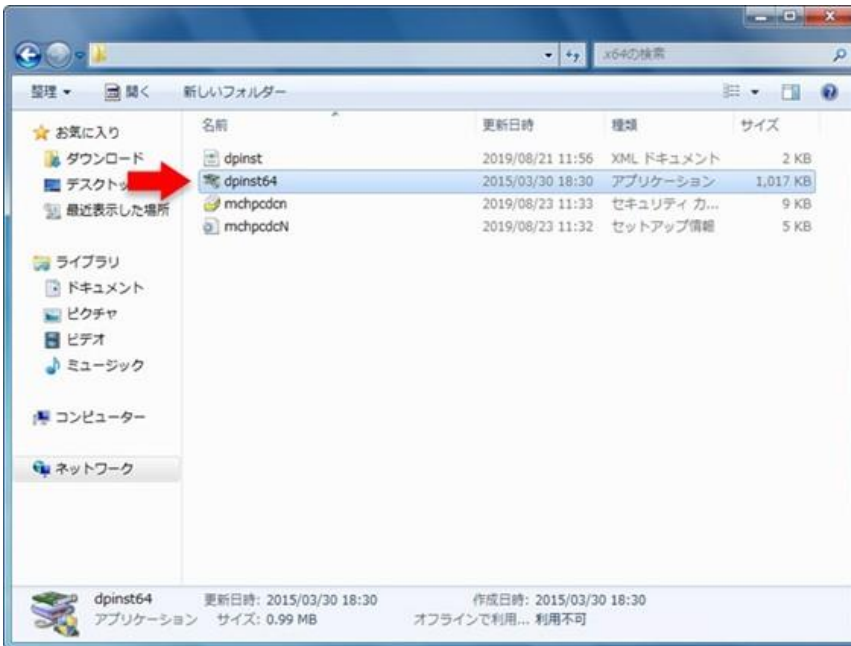 x64の検索
整理 開く 新しいフォルダー
名前 更新日時 種類 サイズ
お気に入り
ダウンロード
デスクトッ
最近表示した場所
ライブラリ
ドキュメント
ピクチャ
ビデオ
ミュージック
コンピューター
ネットワーク
dpinst 2019/08/21 11:56 XML ドキュメント 2 KB
dpinst64 2015/03/30 18:30 アプリケーション 1,017 KB
mchpcdcn 2019/08/23 11:33 セキュリティ カ... 9 KB
mchpcdcN 2019/08/23 11:32 セットアップ情報 5 KB
dpinst64 更新日時: 2015/03/30 18:30 作成日時: 2015/03/30 18:30
アプリケーション サイズ: 0.99 MB オフラインで利用... 利用不可